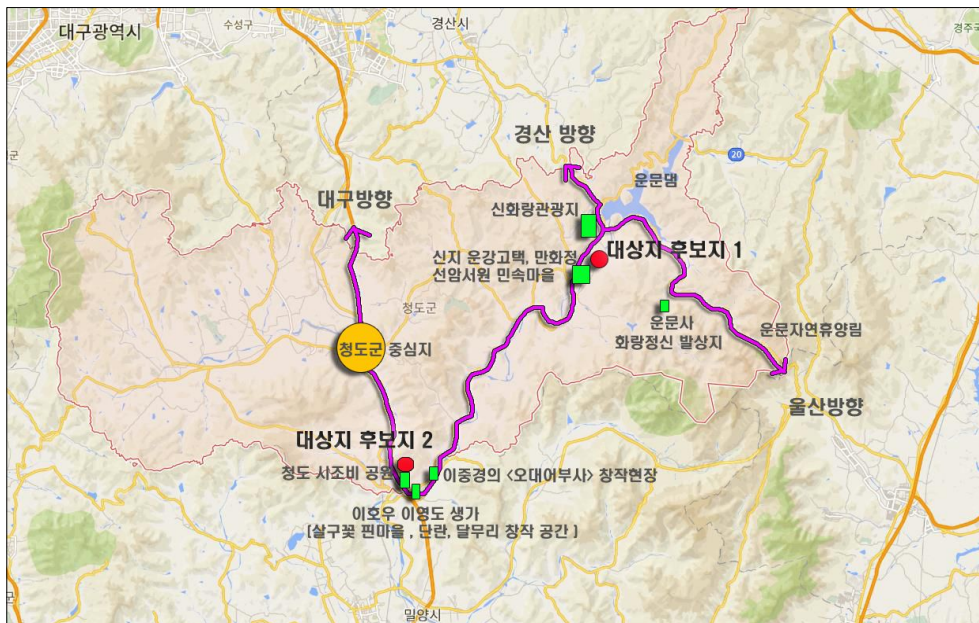 대구광역시
수성구
경산시
경주국
군
경산 방향
20
운문댐
대구방향
신화랑관광지
대상지 후보지 1
신지 운강고택, 만화정
선암서원 민속마을
청도군
운문사
화랑정신 발상지
운문자연휴양림
청도군 중심지
울산방향
대상지 후보지 2
청도 시조비 공원
이중경의 <오대어부사> 창작현장
이호우 이영도 생가
(살구꽃 핀마을 , 단란, 달무리 창작 공간 )
군
밀양시